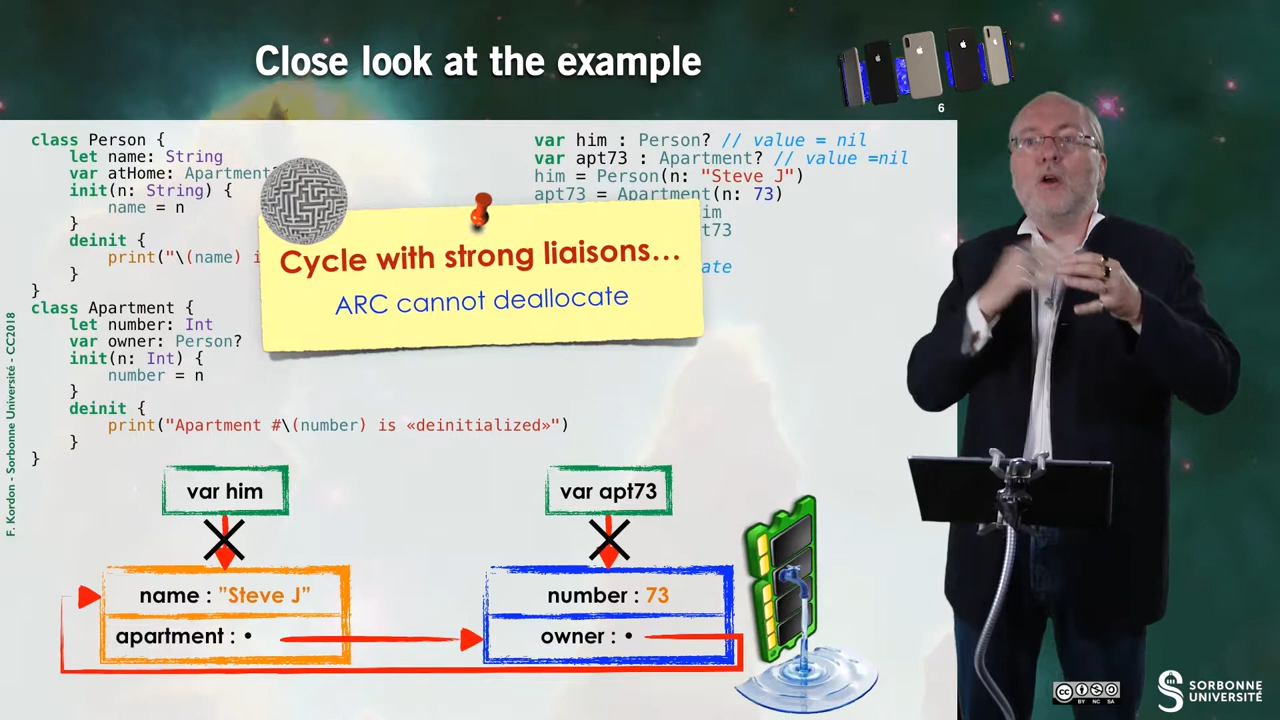 Close look at the example
6
class Person {
let name: String
var atHome: Apartment?
init(n: String) {
name = n
}
deinit {
print("\(name) i
}
}
class Apartment {
let number: Int
var owner: Person?
init(n: Int) {
number = n
}
deinit {
print("Apartment #\(number) is «deinitialized»")
}
}
var him : Person? // value = nil
var apt73 : Apartment? // value =nil
him = Person(n: "Steve J")
apt73 = Apartment(n: 73)
im
t73
ate
Cycle with strong liaisons…
ARC cannot deallocate
var him
var apt73
name : "Steve J"
number : 73
apartment : •
owner : •
F. Kordon - Sorbonne Université - CC2018
CC BY NC SA
SORBONNE
UNIVERSITÉ